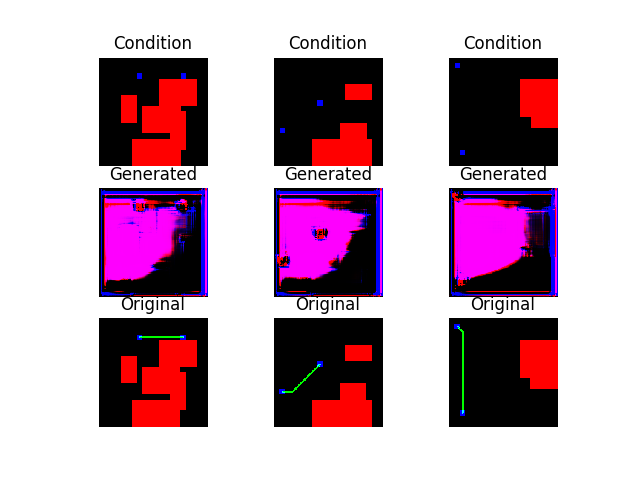 Condition Condition Condition
Generated Generated Generated
Original Original Original